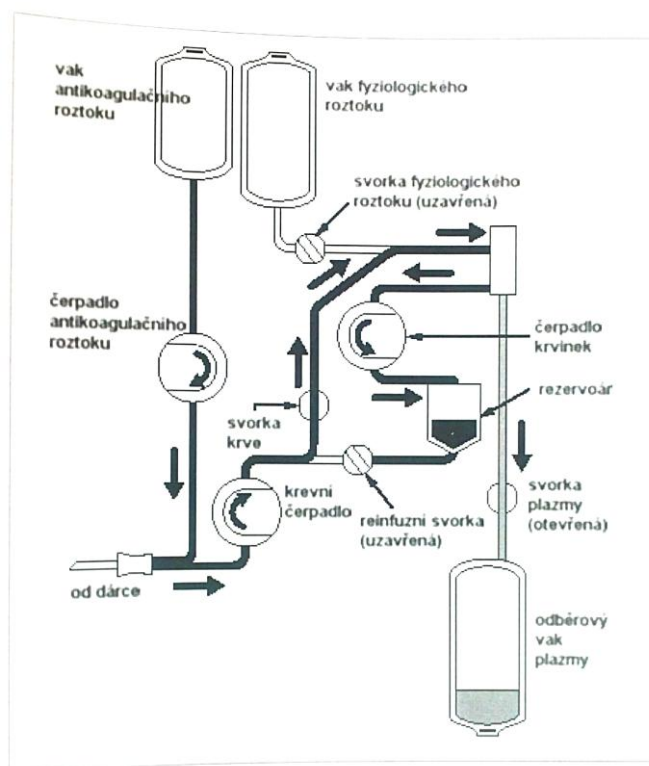 vak
antikoagulačního
roztoku
vak fyziologického
roztoku
svorka fyziologického
roztoku (uzavřená)
čerpadlo
antikoagulačního
roztoku
čerpadlo
krvinek
rezervoár
svorka
krve
svorka
plazmy
(otevřená)
krevní
čerpadlo
reinfuzní svorka
(uzavřená)
od dárce
odběrový
vak
plazmy